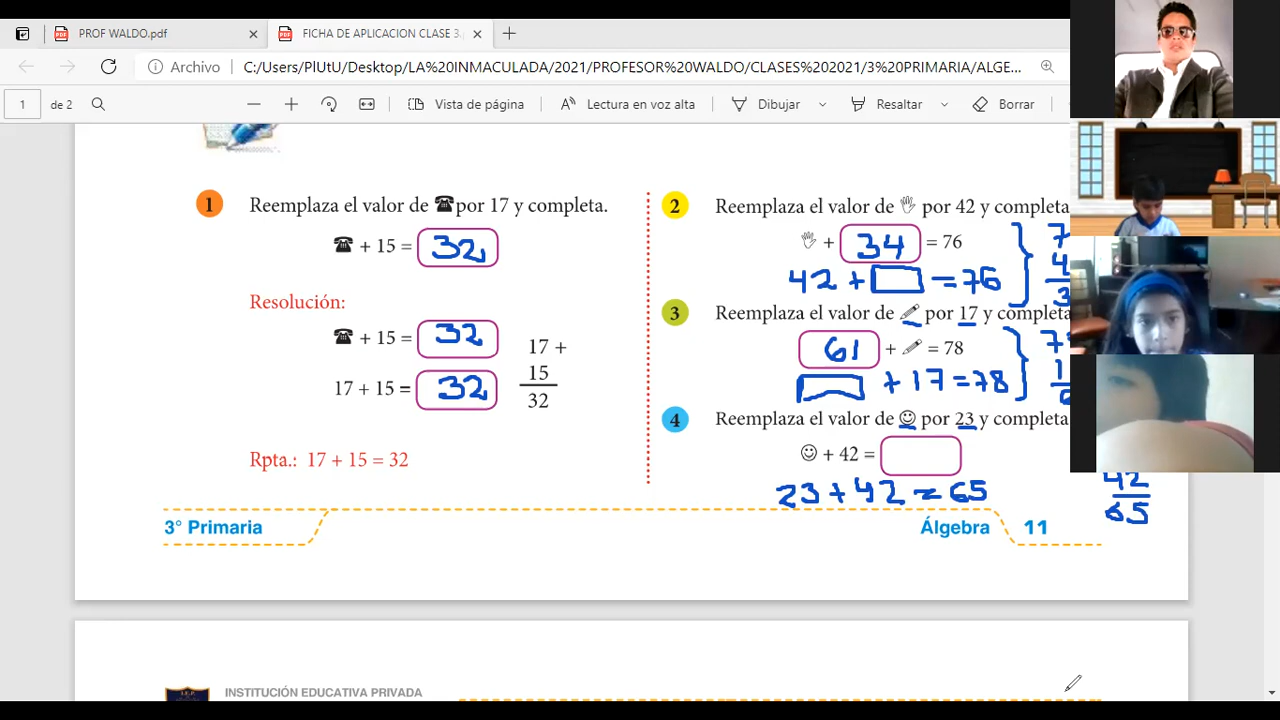 PROF WALDO.pdf
FICHA DE APLICACION CLASE 3.
Archivo
C:/Users/PlUtU/Desktop/LA%20INMACULADA/2021/PROFESOR%20WALDO/CLASES%202021/3%20PRIMARIA/ALGE...
1 de 2
Vista de página
Lectura en voz alta
Dibujar
Resaltar
Borrar
1 Reemplaza el valor de ☎ por 17 y completa.
☎ + 15 = 32
Resolución:
☎ + 15 = 32
17 + 15 = 32
17 +
15
32
Rpta.: 17 + 15 = 32
2 Reemplaza el valor de 🖐 por 42 y completa
🖐 + 34 = 76
42 + = 76
3 Reemplaza el valor de ✏ por 17 y completa
61 + ✏ = 78
+ 17 = 78
4 Reemplaza el valor de ☺ por 23 y completa
☺ + 42 =
23 + 42 = 65
42
65
3° Primaria
Álgebra 11
INSTITUCIÓN EDUCATIVA PRIVADA